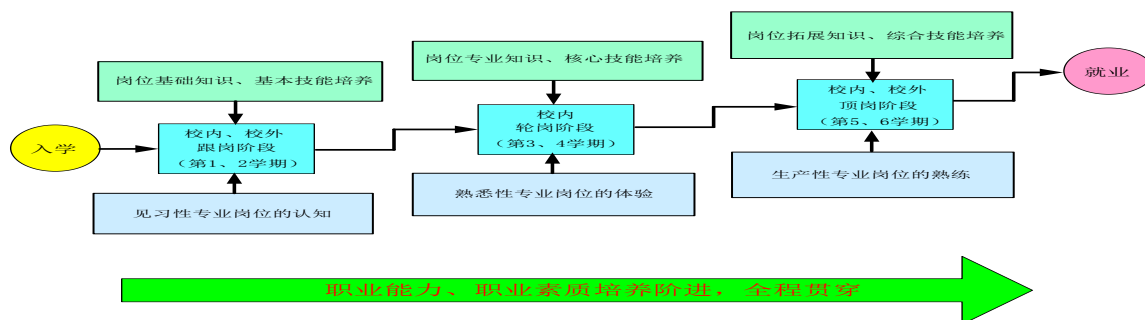 岗位拓展知识、综合技能培养
岗位专业知识、核心技能培养
岗位基础知识、基本技能培养
就业
校内、校外
顶岗阶段
（第5、6学期）
校内
轮岗阶段
（第3、4学期）
校内、校外
跟岗阶段
（第1、2学期）
入学
生产性专业岗位的熟练
熟悉性专业岗位的体验
见习性专业岗位的认知
职业能力、职业素质培养阶进，全程贯穿